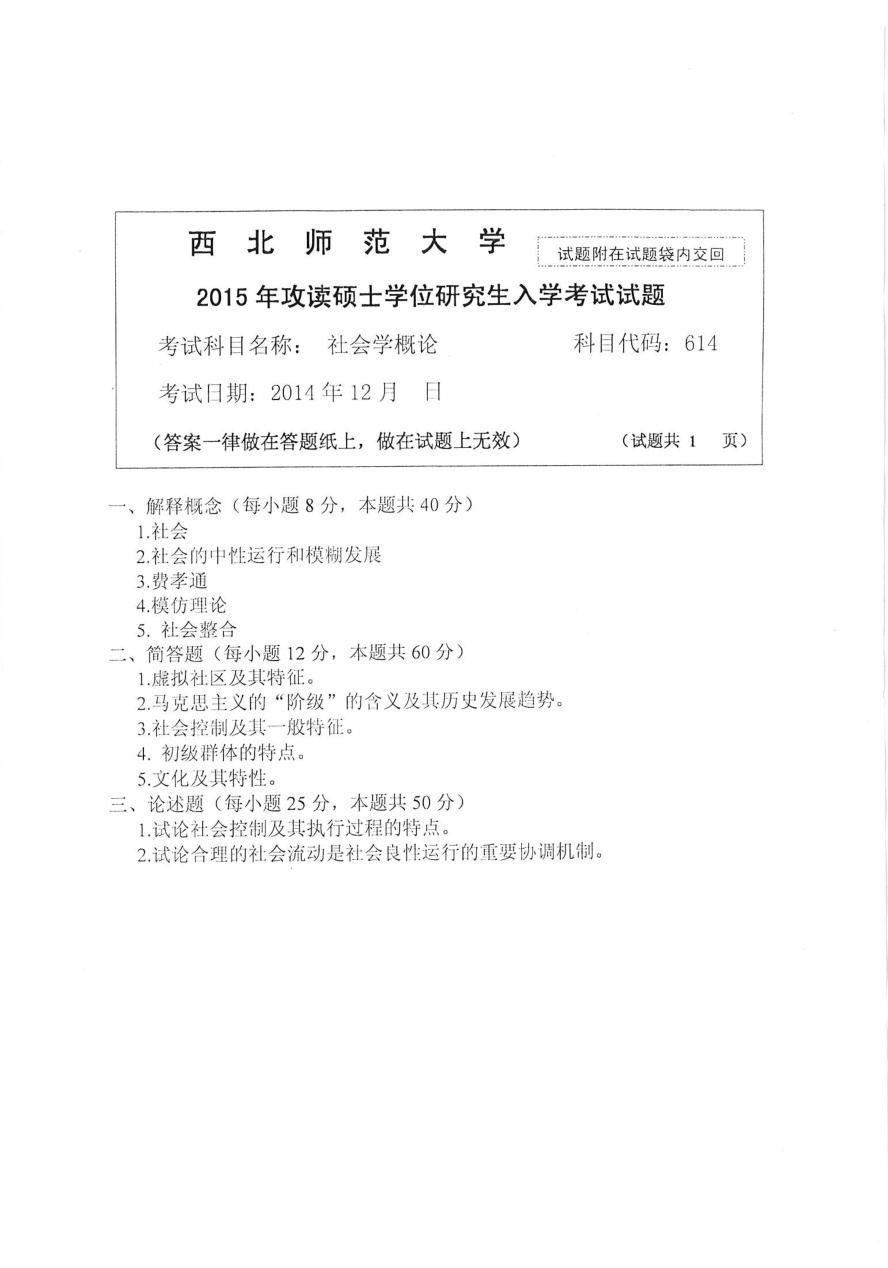 西 北 师 范 大 学
试题附在试题袋内交回
2015 年攻读硕士学位研究生入学考试试题
考试科目名称： 社会学概论 科目代码：614
考试日期：2014 年 12 月 日
（答案一律做在答题纸上，做在试题上无效） （试题共 1 页）
一、解释概念（每小题 8 分，本题共 40 分）
1.社会
2.社会的中性运行和模糊发展
3.费孝通
4.模仿理论
5. 社会整合
二、简答题（每小题 12 分，本题共 60 分）
1.虚拟社区及其特征。
2.马克思主义的“阶级”的含义及其历史发展趋势。
3.社会控制及其一般特征。
4. 初级群体的特点。
5.文化及其特性。
三、论述题（每小题 25 分，本题共 50 分）
1.试论社会控制及其执行过程的特点。
2.试论合理的社会流动是社会良性运行的重要协调机制。